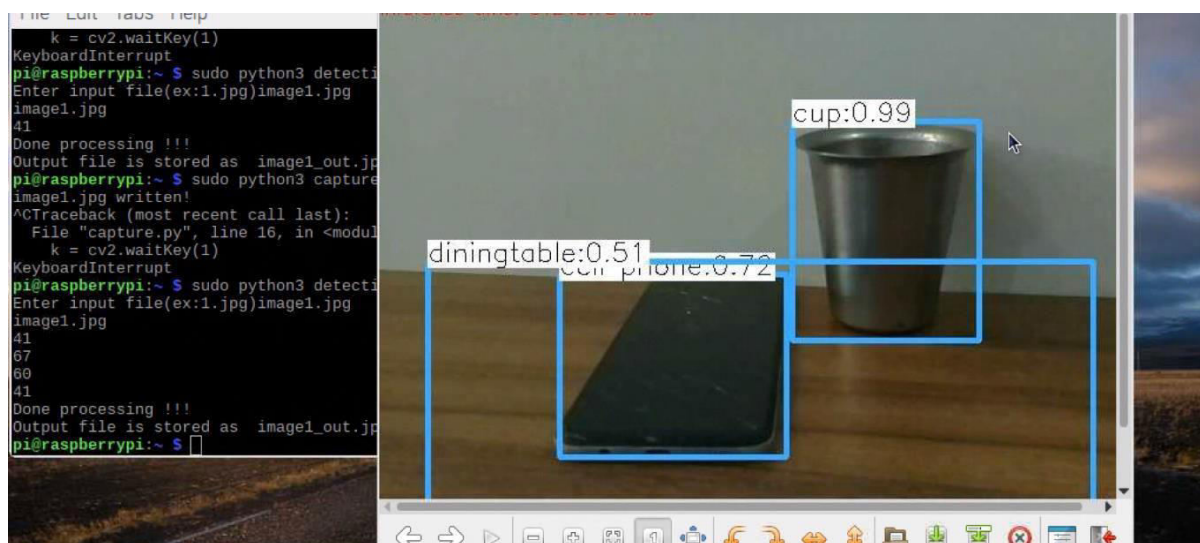 File Edit Tabs Help
k = cv2.waitKey(1)
KeyboardInterrupt
pi@raspberrypi:~ $ sudo python3 detecti
Enter input file(ex:1.jpg)image1.jpg
image1.jpg
41
Done processing !!!
Output file is stored as image1_out.jp
pi@raspberrypi:~ $ sudo python3 capture
image1.jpg written!
^CTraceback (most recent call last):
File "capture.py", line 16, in <modul
k = cv2.waitKey(1)
KeyboardInterrupt
pi@raspberrypi:~ $ sudo python3 detecti
Enter input file(ex:1.jpg)image1.jpg
image1.jpg
41
67
60
41
Done processing !!!
Output file is stored as image1_out.jp
pi@raspberrypi:~ $
cup:0.99
diningtable:0.51
cell phone:0.72